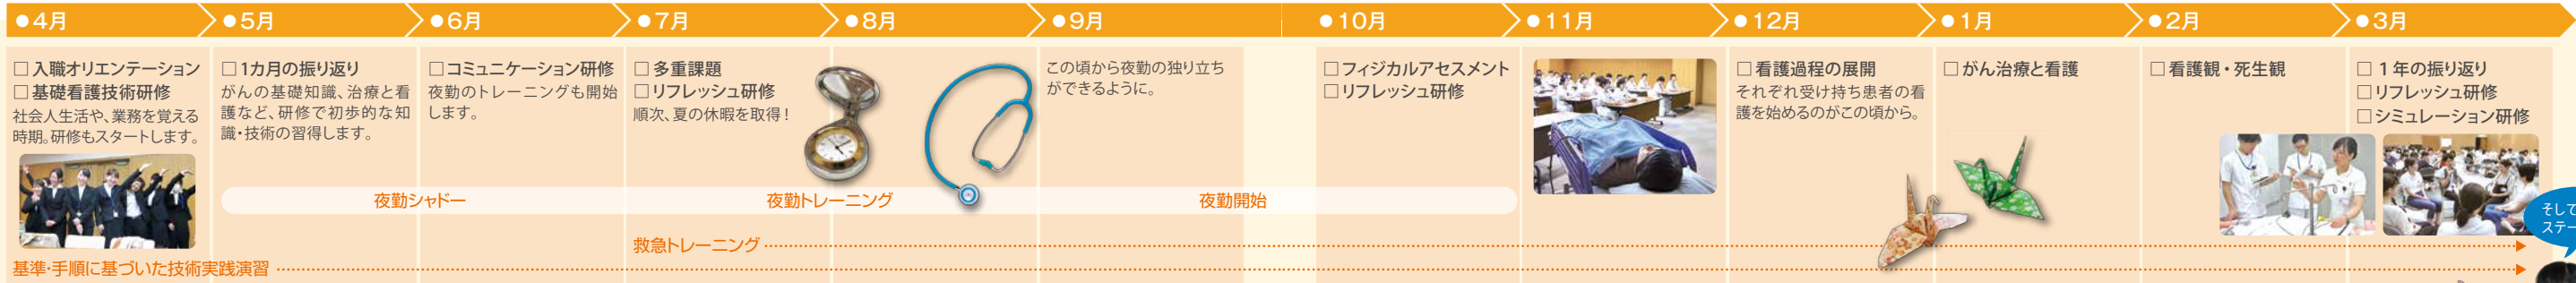 ●4月
●5月
●6月
●7月
●8月
●9月
●10月
●11月
●12月
●1月
●2月
●3月
□ 入職オリエンテーション
□ 基礎看護技術研修
社会人生活や、業務を覚える
時期。研修もスタートします。
□ 1カ月の振り返り
がんの基礎知識、治療と看
護など、研修で初歩的な知
識・技術の習得します。
□ コミュニケーション研修
夜勤のトレーニングも開始
します。
□ 多重課題
□ リフレッシュ研修
順次、夏の休暇を取得！
この頃から夜勤の独り立ち
ができるように。
□ フィジカルアセスメント
□ リフレッシュ研修
□ 看護過程の展開
それぞれ受け持ち患者の看
護を始めるのがこの頃から。
□ がん治療と看護
□ 看護観・死生観
□ 1年の振り返り
□ リフレッシュ研修
□ シミュレーション研修
夜勤シャドー
夜勤トレーニング
夜勤開始
救急トレーニング
基準・手順に基づいた技術実践演習
そして
ステー